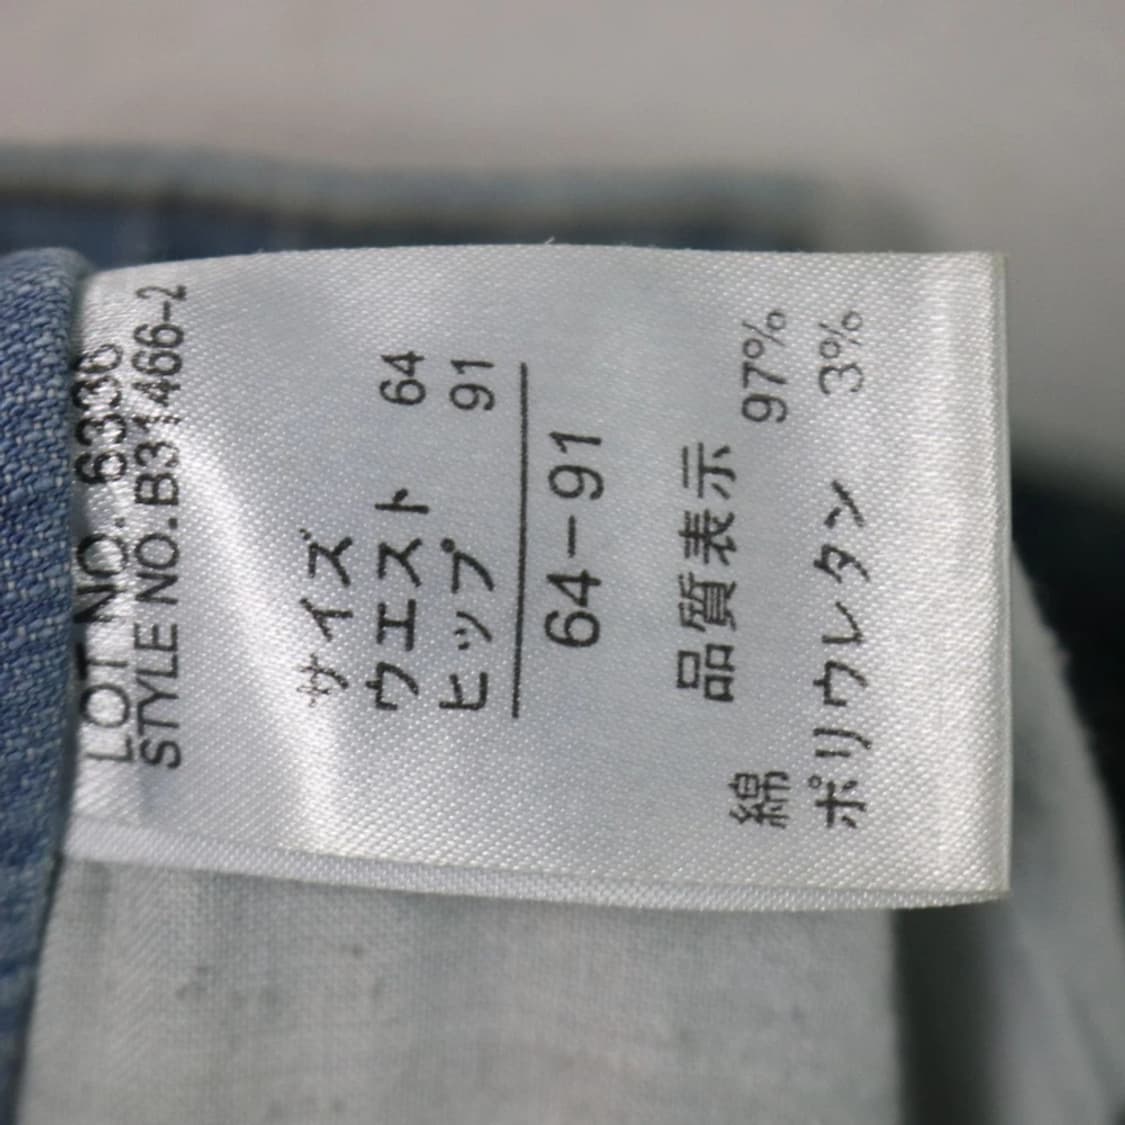 LOT NO. 6336
STYLE NO.B31466-2
サイズ
ウエスト 64
ヒップ 91
64-91
品質表示
綿 97%
ポリウレタン 3%